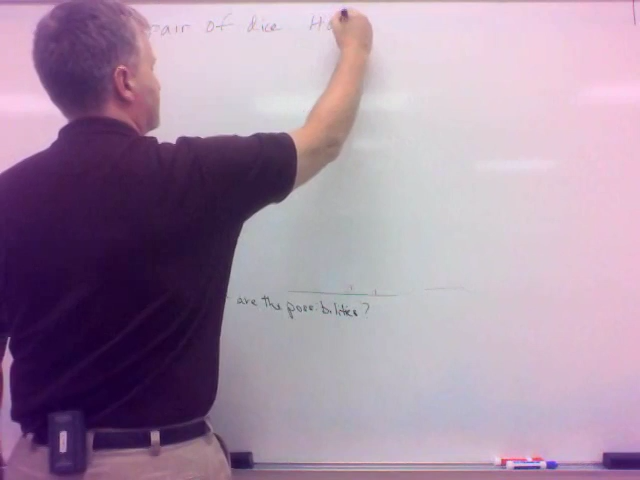 pair of dice
are the possibilities?